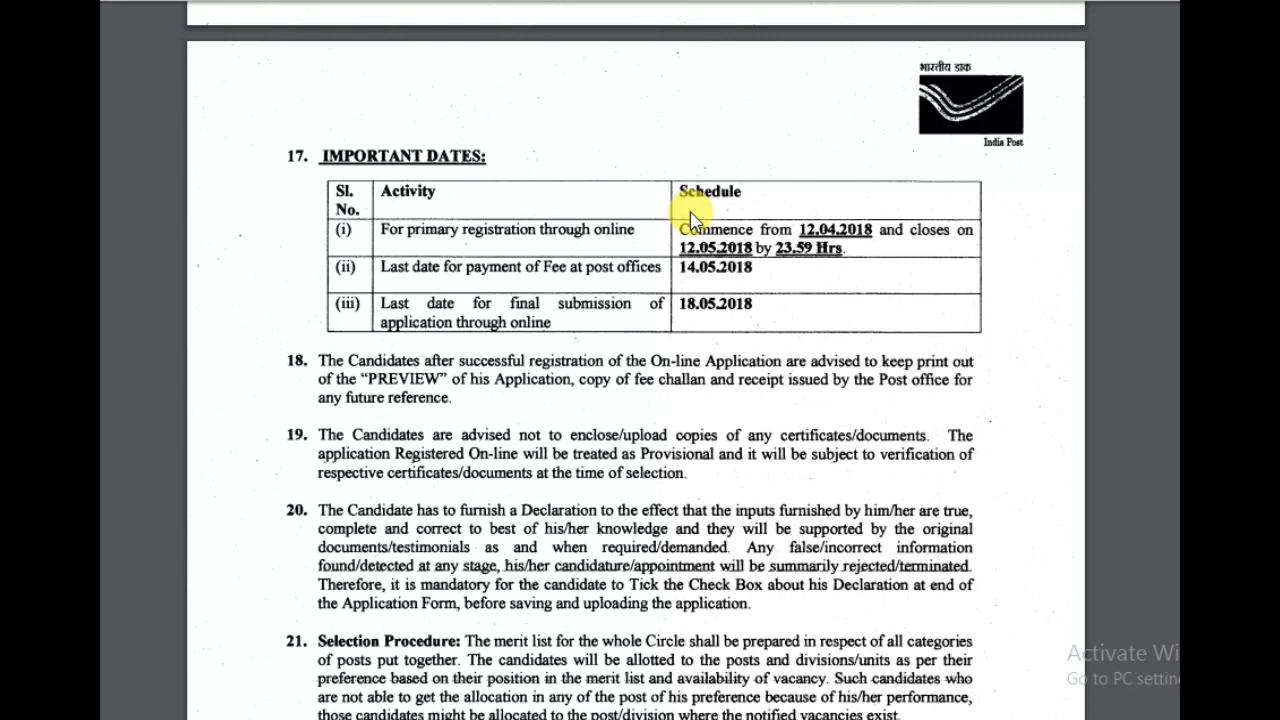 भारतीय डाक
India Post
17. IMPORTANT DATES:
Sl. No. Activity Schedule
(i) For primary registration through online Commence from 12.04.2018 and closes on
12.05.2018 by 23.59 Hrs.
(ii) Last date for payment of Fee at post offices 14.05.2018
(iii) Last date for final submission of 18.05.2018
application through online
18. The Candidates after successful registration of the On-line Application are advised to keep print out
of the “PREVIEW” of his Application, copy of fee challan and receipt issued by the Post office for
any future reference.
19. The Candidates are advised not to enclose/upload copies of any certificates/documents. The
application Registered On-line will be treated as Provisional and it will be subject to verification of
respective certificates/documents at the time of selection.
20. The Candidate has to furnish a Declaration to the effect that the inputs furnished by him/her are true,
complete and correct to best of his/her knowledge and they will be supported by the original
documents/testimonials as and when required/demanded. Any false/incorrect information
found/detected at any stage, his/her candidature/appointment will be summarily rejected/terminated.
Therefore, it is mandatory for the candidate to Tick the Check Box about his Declaration at end of
the Application Form, before saving and uploading the application.
21. Selection Procedure: The merit list for the whole Circle shall be prepared in respect of all categories
of posts put together. The candidates will be allotted to the posts and divisions/units as per their
preference based on their position in the merit list and availability of vacancy. Such candidates who
are not able to get the allocation in any of the post of his preference because of his/her performance,
those candidates might be allocated to the post/division where the notified vacancies exist.
Activate Wi
Go to PC settin